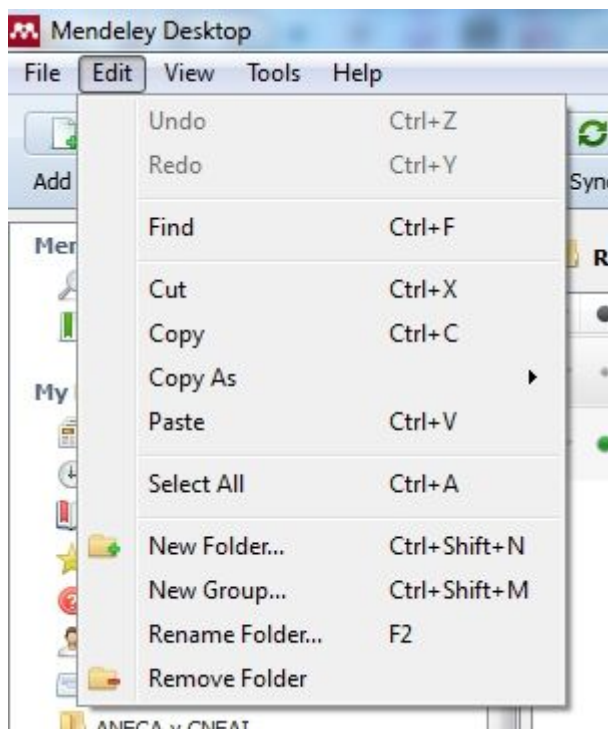 Mendeley Desktop
File Edit View Tools Help
Undo Ctrl+Z
Redo Ctrl+Y
Add
Find Ctrl+F
Cut Ctrl+X
Copy Ctrl+C
Copy As
My
Paste Ctrl+V
Select All Ctrl+A
New Folder... Ctrl+Shift+N
New Group... Ctrl+Shift+M
Rename Folder... F2
Remove Folder
ANECA y CNEAI